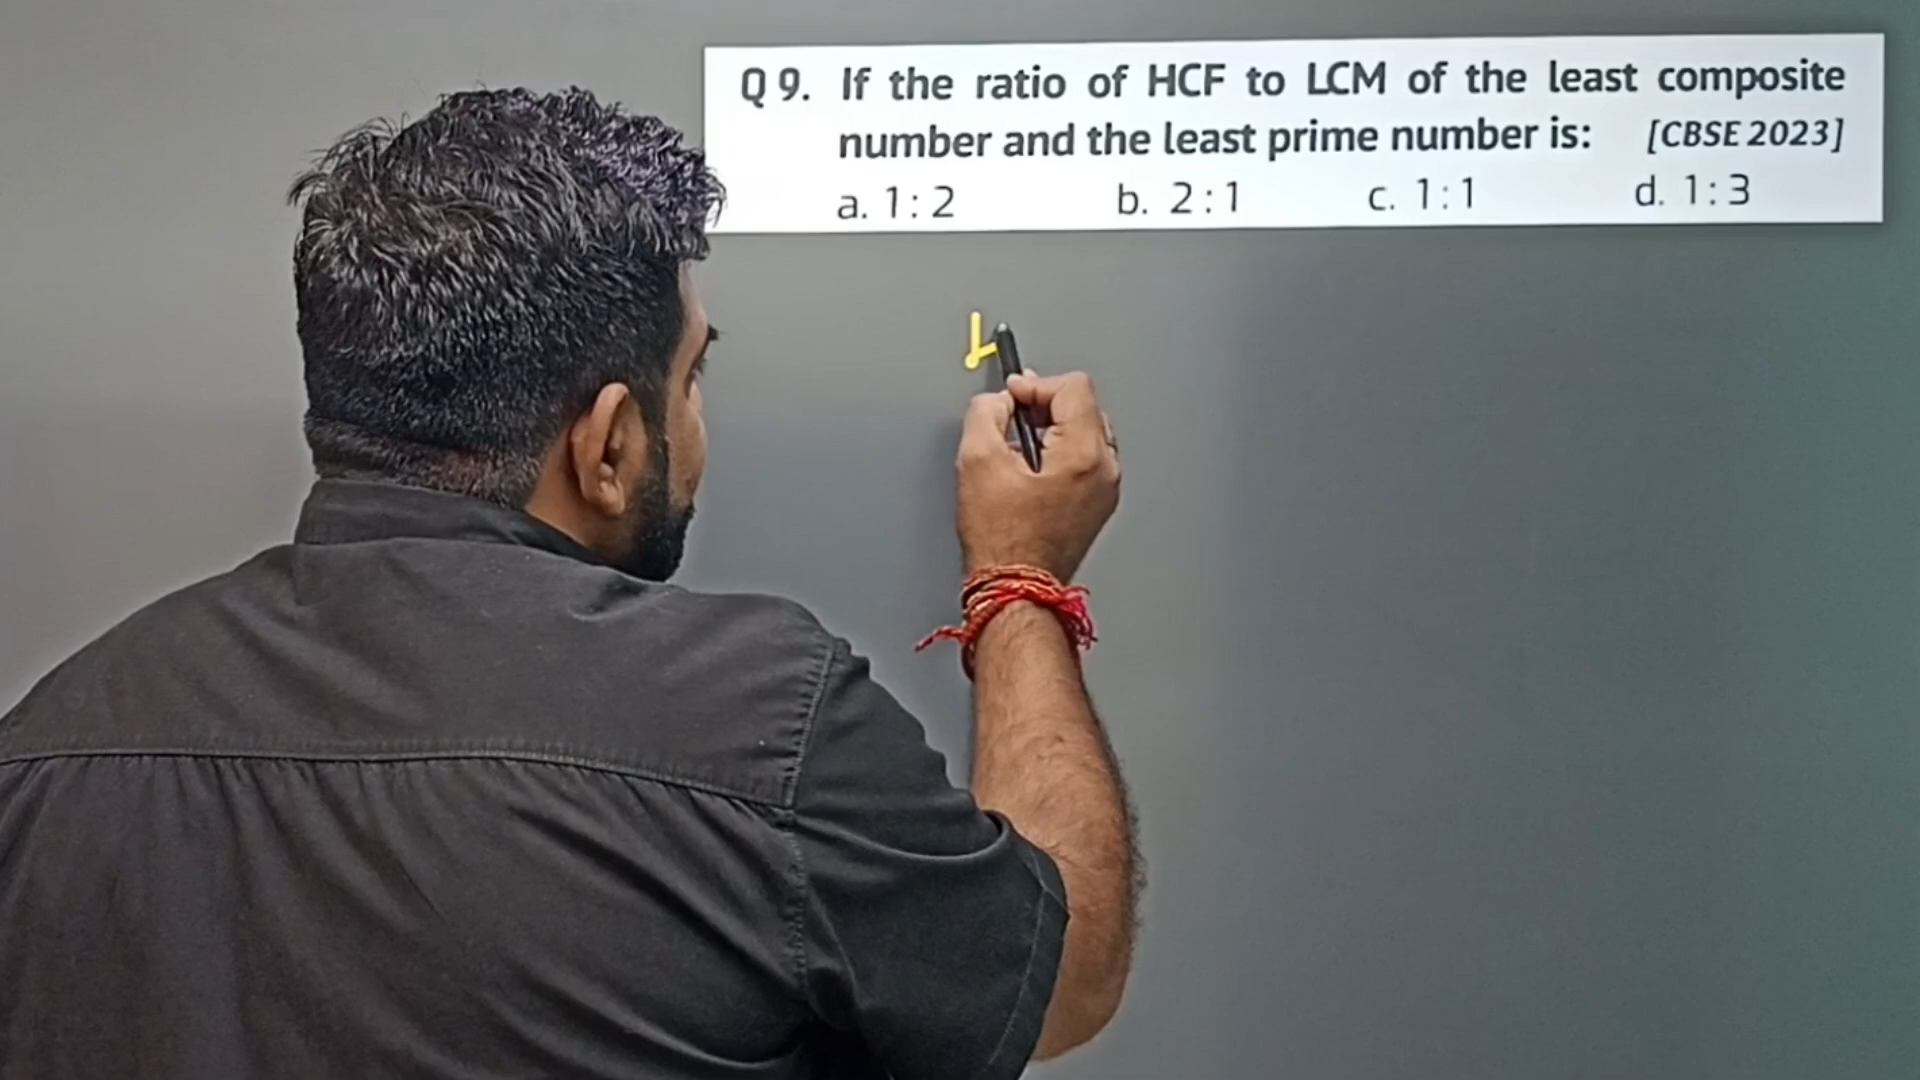 Q 9. If the ratio of HCF to LCM of the least composite
number and the least prime number is: [CBSE 2023]
a. 1 : 2 b. 2 : 1 c. 1 : 1 d. 1 : 3